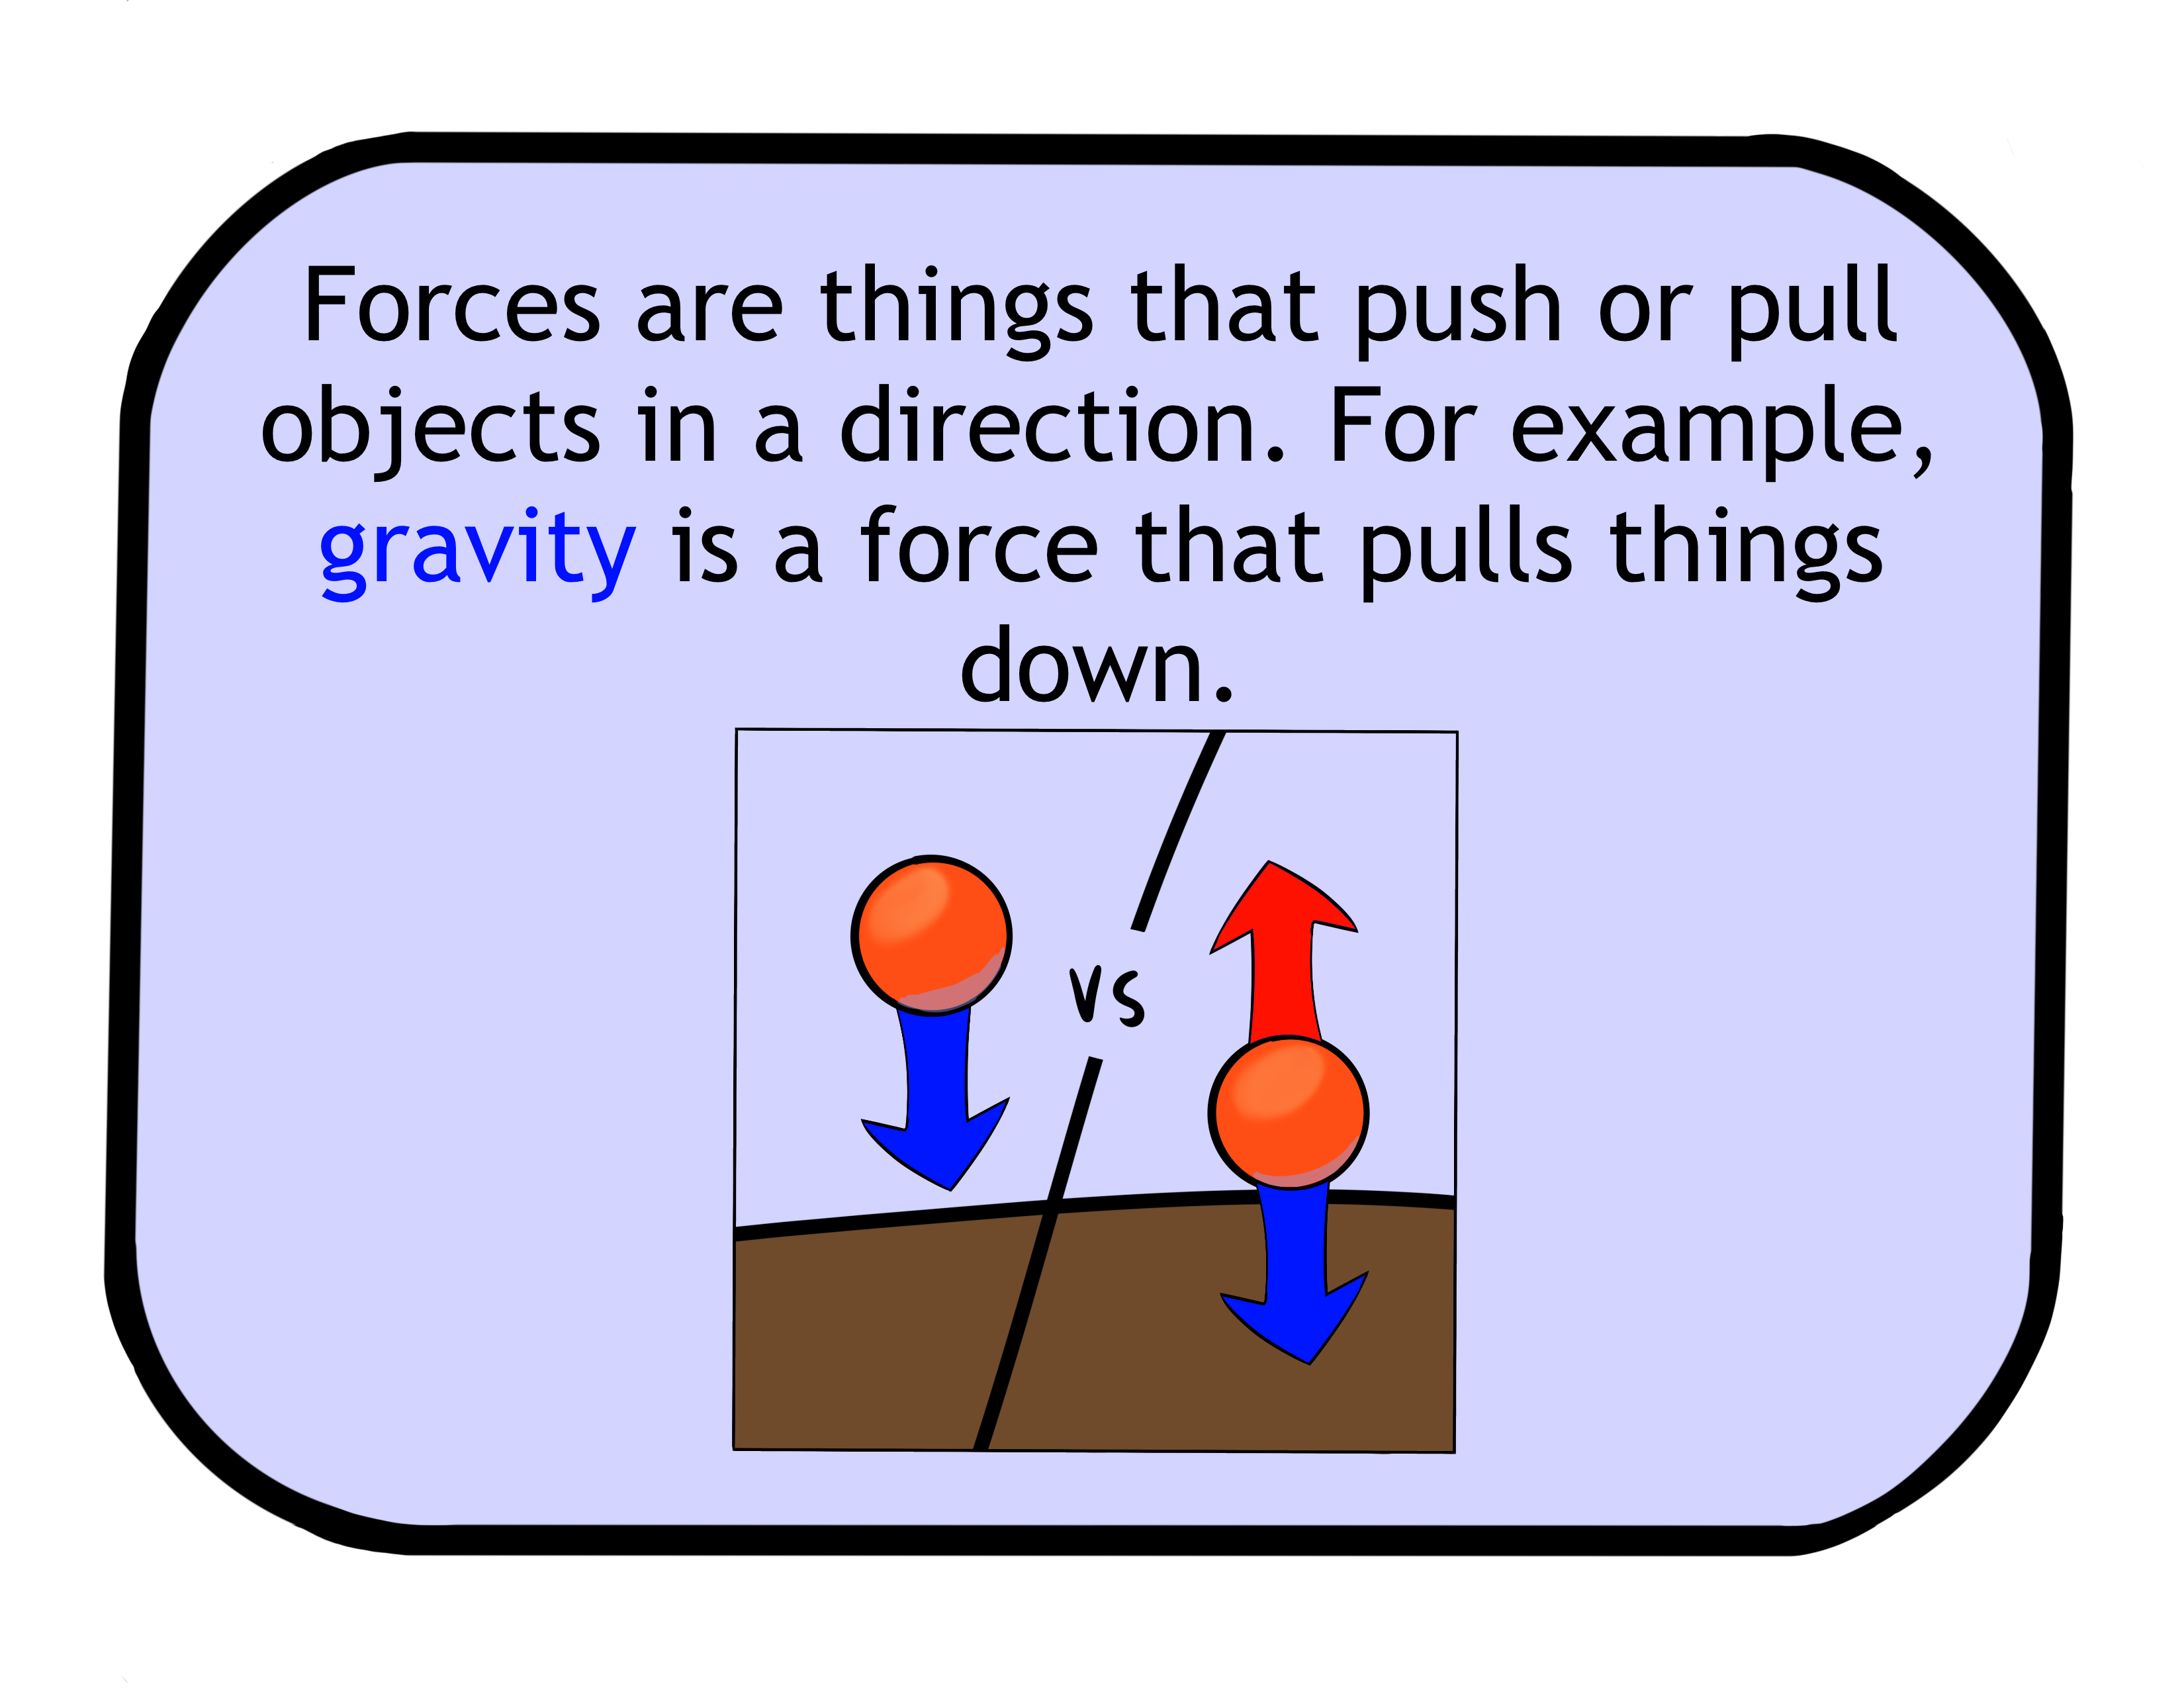 Forces are things that push or pull
objects in a direction. For example,
gravity is a force that pulls things
down.
vs